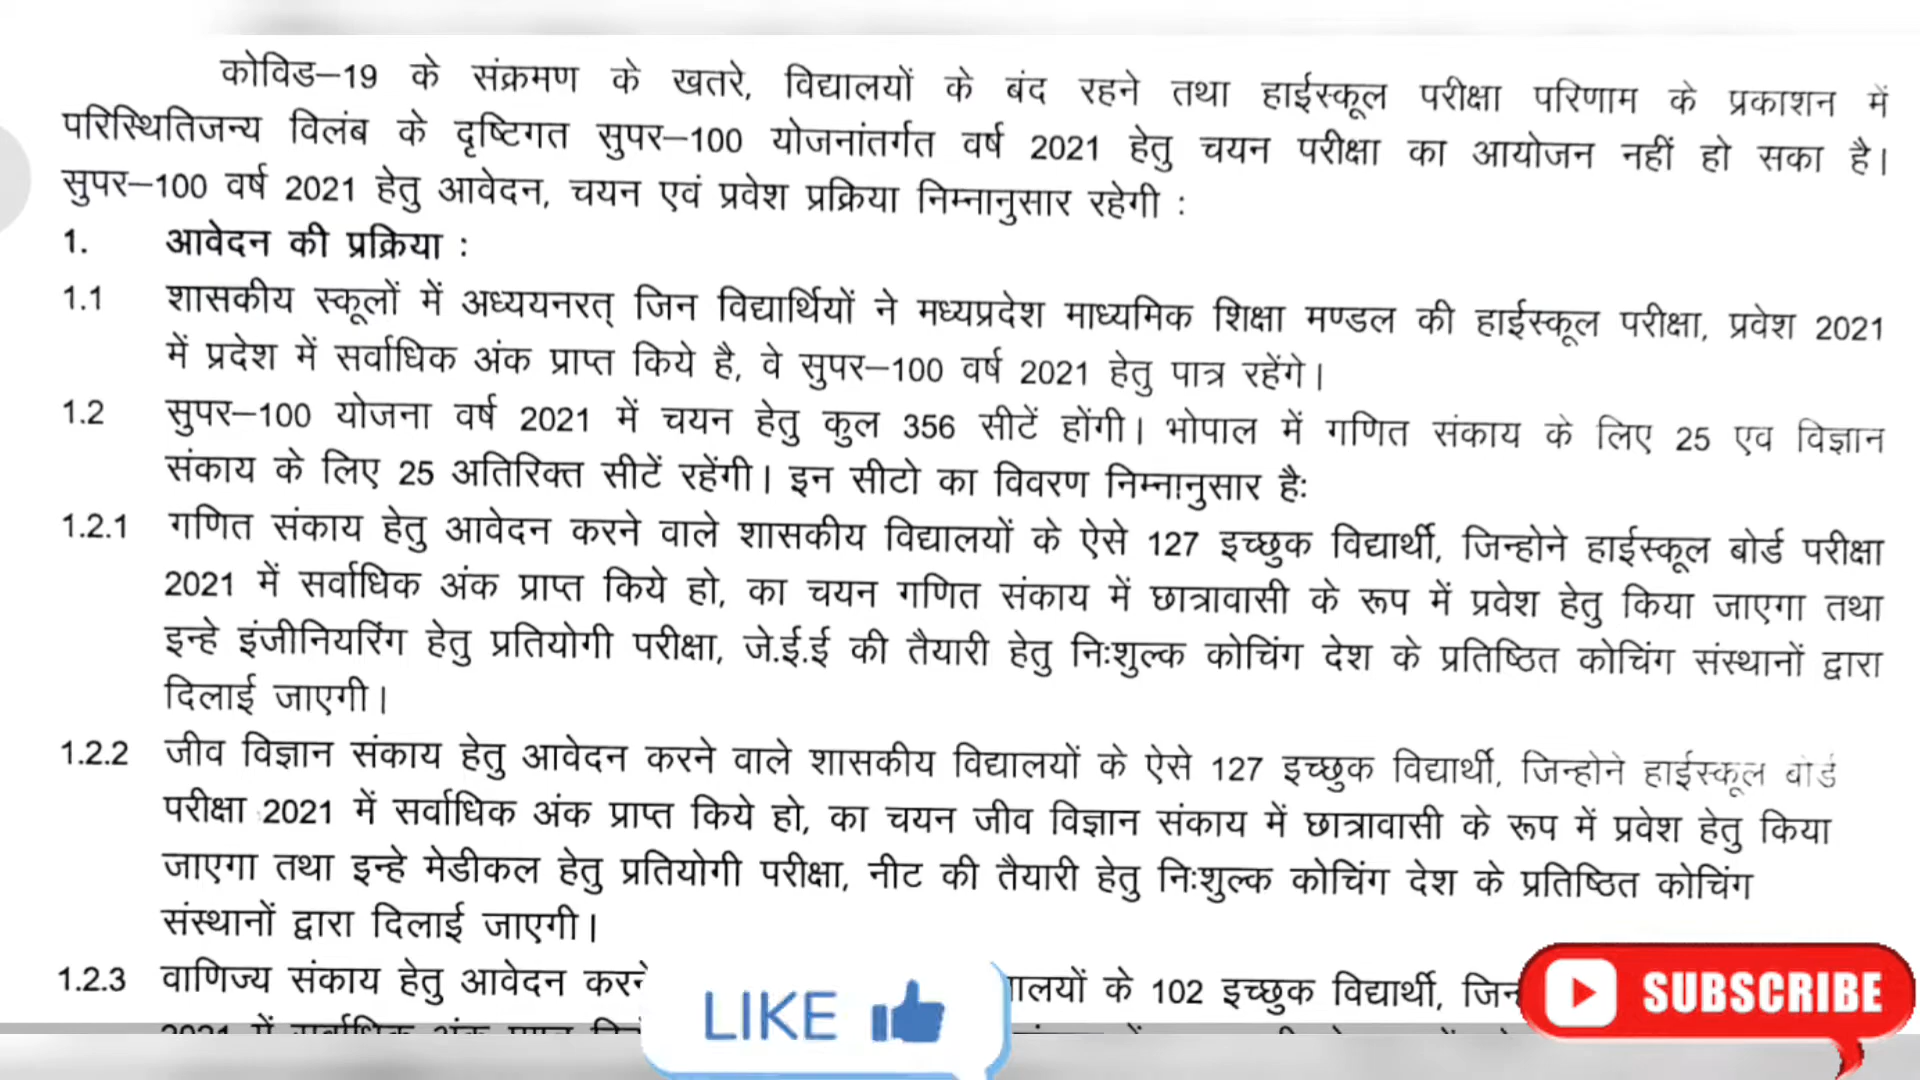 कोविड–19 के संक्रमण के खतरे, विद्यालयों के बंद रहने तथा हाईस्कूल परीक्षा परिणाम के प्रकाशन में
परिस्थितिजन्य विलंब के दृष्टिगत सुपर–100 योजनांतर्गत वर्ष 2021 हेतु चयन परीक्षा का आयोजन नहीं हो सका है।
सुपर–100 वर्ष 2021 हेतु आवेदन, चयन एवं प्रवेश प्रक्रिया निम्नानुसार रहेगी :
1. आवेदन की प्रक्रिया :
1.1 शासकीय स्कूलों में अध्ययनरत् जिन विद्यार्थियों ने मध्यप्रदेश माध्यमिक शिक्षा मण्डल की हाईस्कूल परीक्षा, प्रवेश 2021
में प्रदेश में सर्वाधिक अंक प्राप्त किये है, वे सुपर–100 वर्ष 2021 हेतु पात्र रहेंगे।
1.2 सुपर–100 योजना वर्ष 2021 में चयन हेतु कुल 356 सीटें होंगी। भोपाल में गणित संकाय के लिए 25 एव विज्ञान
संकाय के लिए 25 अतिरिक्त सीटें रहेंगी। इन सीटो का विवरण निम्नानुसार हैः
1.2.1 गणित संकाय हेतु आवेदन करने वाले शासकीय विद्यालयों के ऐसे 127 इच्छुक विद्यार्थी, जिन्होने हाईस्कूल बोर्ड परीक्षा
2021 में सर्वाधिक अंक प्राप्त किये हो, का चयन गणित संकाय में छात्रावासी के रूप में प्रवेश हेतु किया जाएगा तथा
इन्हे इंजीनियरिंग हेतु प्रतियोगी परीक्षा, जे.ई.ई की तैयारी हेतु निःशुल्क कोचिंग देश के प्रतिष्ठित कोचिंग संस्थानों द्वारा
दिलाई जाएगी।
1.2.2 जीव विज्ञान संकाय हेतु आवेदन करने वाले शासकीय विद्यालयों के ऐसे 127 इच्छुक विद्यार्थी, जिन्होने हाईस्कूल बोर्ड
परीक्षा 2021 में सर्वाधिक अंक प्राप्त किये हो, का चयन जीव विज्ञान संकाय में छात्रावासी के रूप में प्रवेश हेतु किया
जाएगा तथा इन्हे मेडीकल हेतु प्रतियोगी परीक्षा, नीट की तैयारी हेतु निःशुल्क कोचिंग देश के प्रतिष्ठित कोचिंग
संस्थानों द्वारा दिलाई जाएगी।
1.2.3 वाणिज्य संकाय हेतु आवेदन करने के 102 इच्छुक विद्यार्थी,
LIKE
SUBSCRIBE